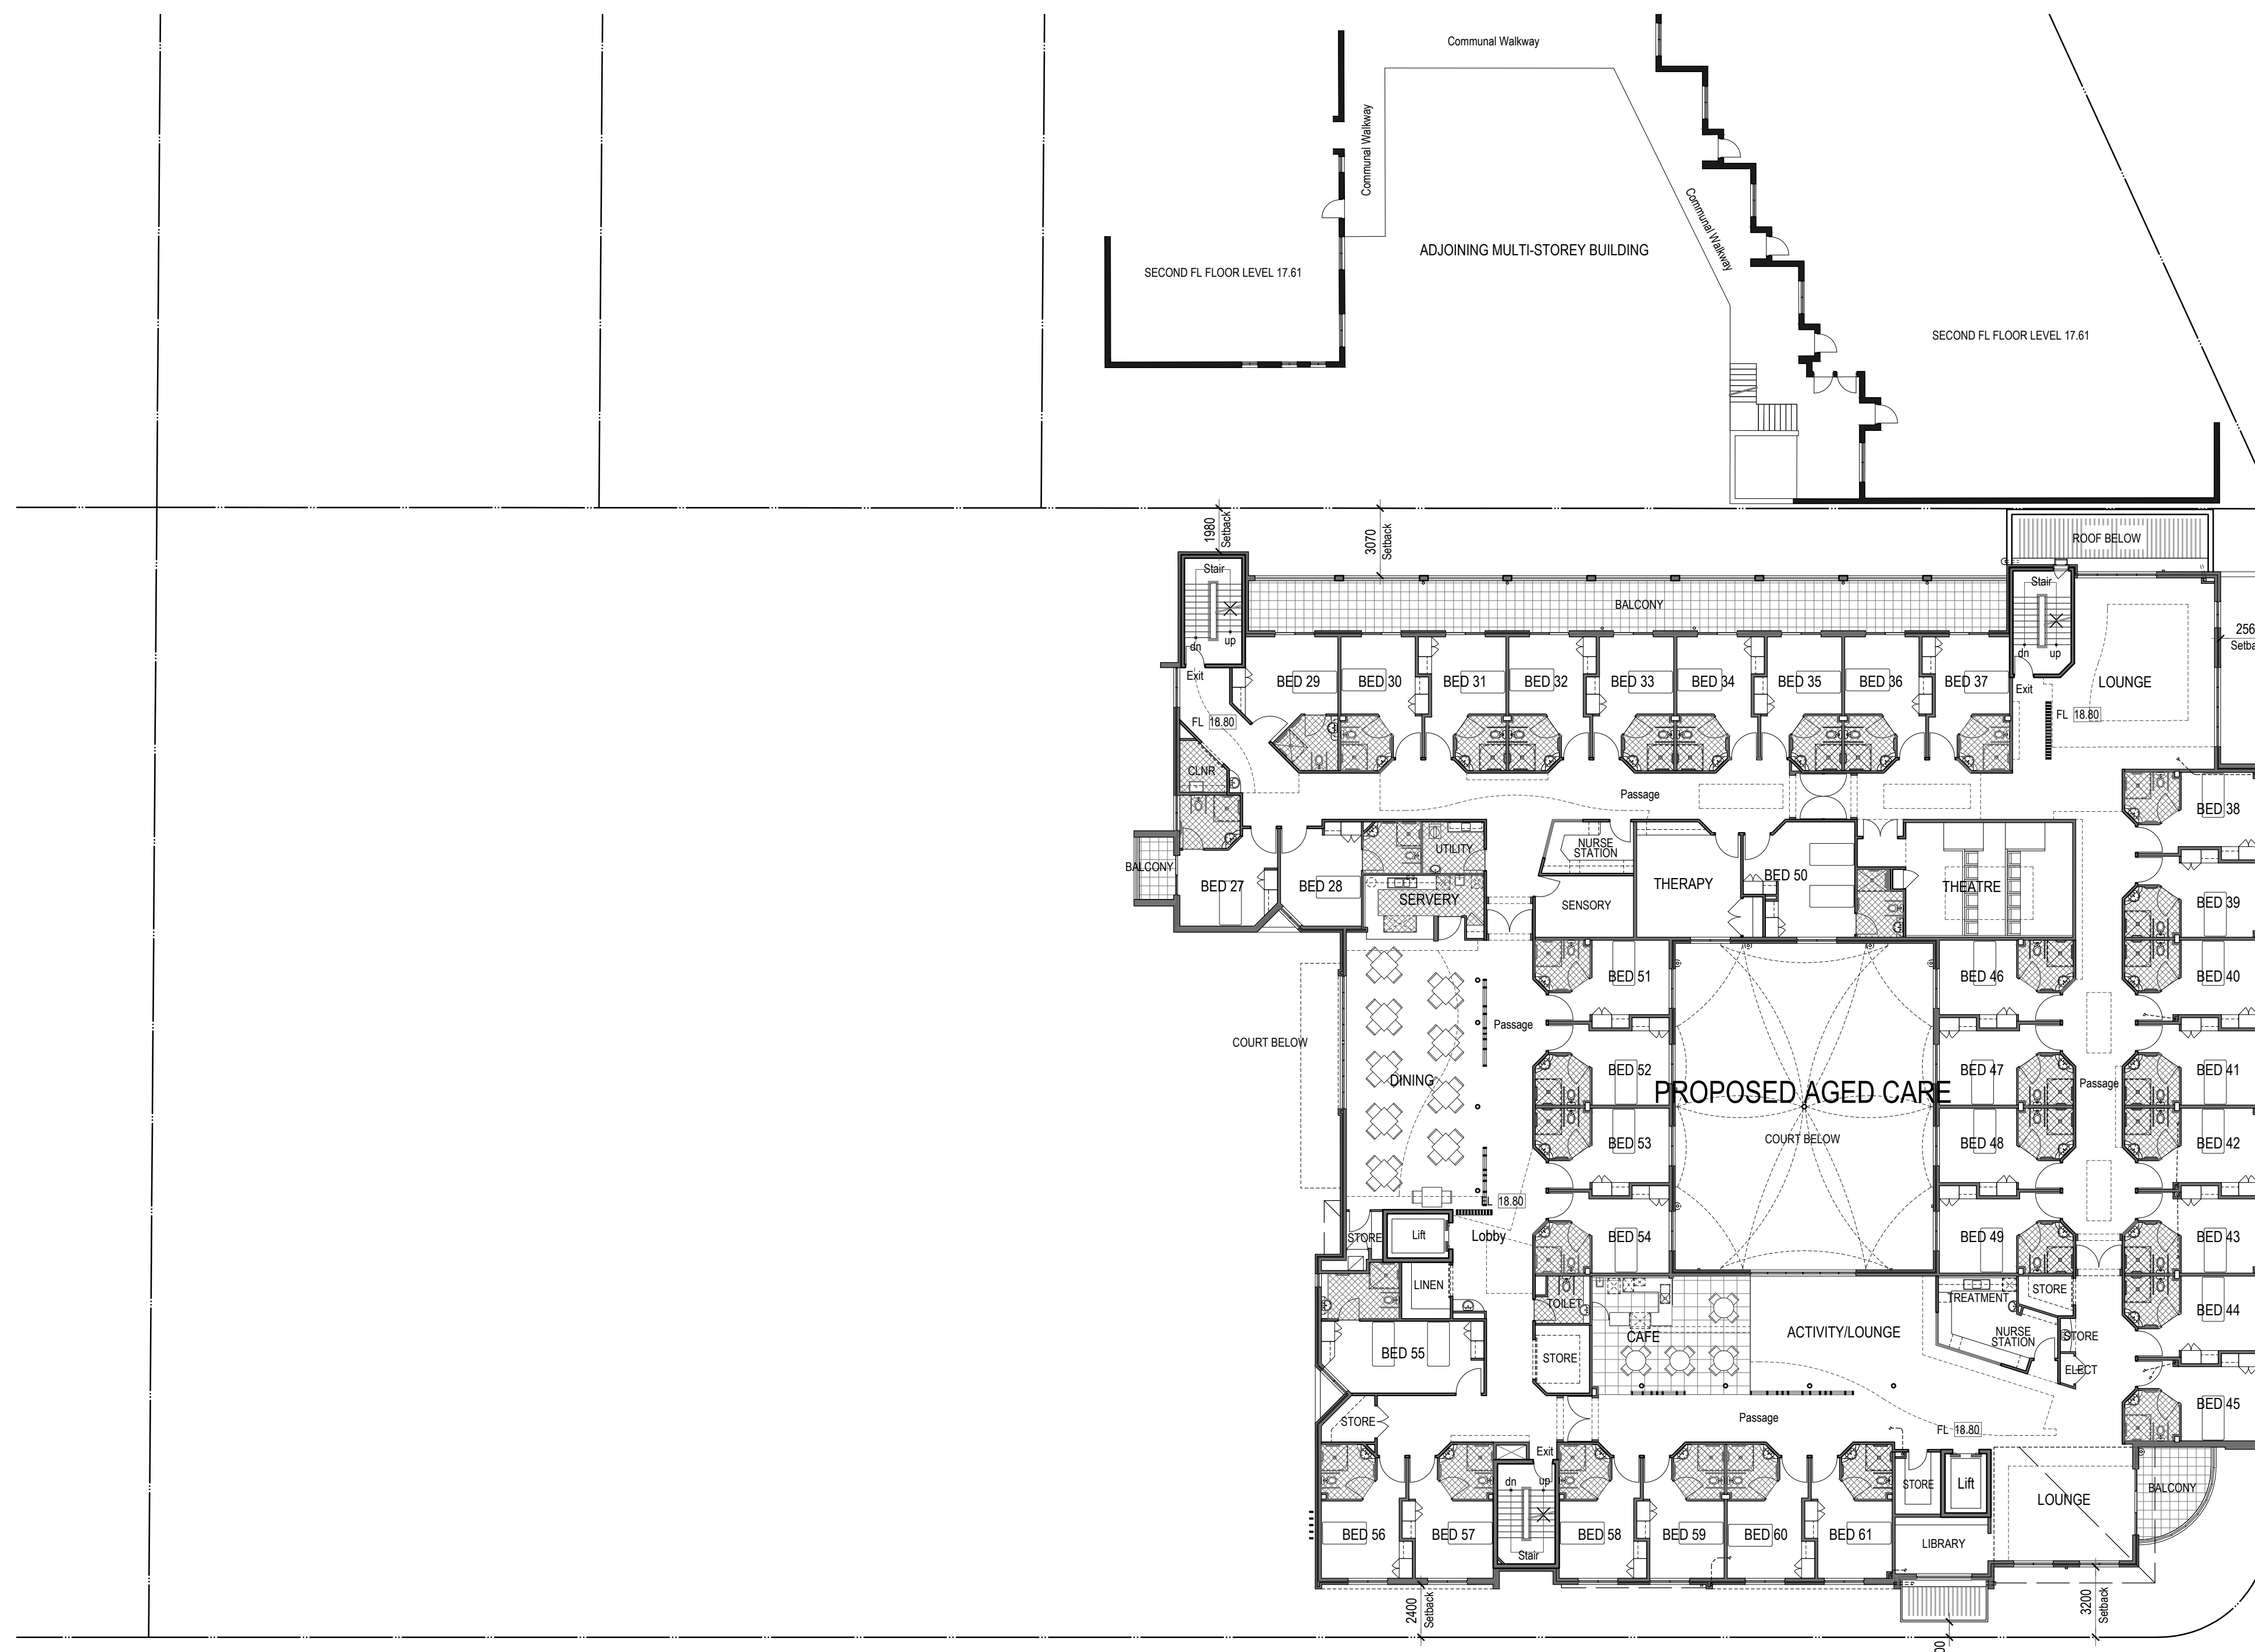 Communal Walkway
Communal Walkway
Communal Walkway
ADJOINING MULTI-STOREY BUILDING
SECOND FL FLOOR LEVEL 17.61
SECOND FL FLOOR LEVEL 17.61
1980
Setback
3070
Setback
ROOF BELOW
Stair
Stair
BALCONY
up
dn
dn
up
Exit
Exit
BED 29
BED 30
BED 31
BED 32
BED 33
BED 34
BED 35
BED 36
BED 37
LOUNGE
FL 18.80
FL 18.80
CLNR
Passage
BED 38
NURSE
STATION
UTILITY
BALCONY
BED 27
BED 28
SERVERY
SENSORY
THERAPY
BED 50
THEATRE
BED 39
BED 51
BED 46
BED 40
Passage
COURT BELOW
DINING
BED 52
BED 47
Passage
BED 41
PROPOSED AGED CARE
COURT BELOW
BED 53
BED 48
BED 42
FL 18.80
STORE
Lift
Lobby
BED 54
BED 49
BED 43
LINEN
TOILET
TREATMENT
STORE
BED 44
CAFE
ACTIVITY/LOUNGE
NURSE
STATION
STORE
BED 55
STORE
ELECT
BED 45
STORE
Passage
FL 18.80
Exit
dn
up
STORE
Lift
LOUNGE
BALCONY
BED 56
BED 57
BED 58
BED 59
BED 60
BED 61
Stair
LIBRARY
2400
Setback
3200
Setback